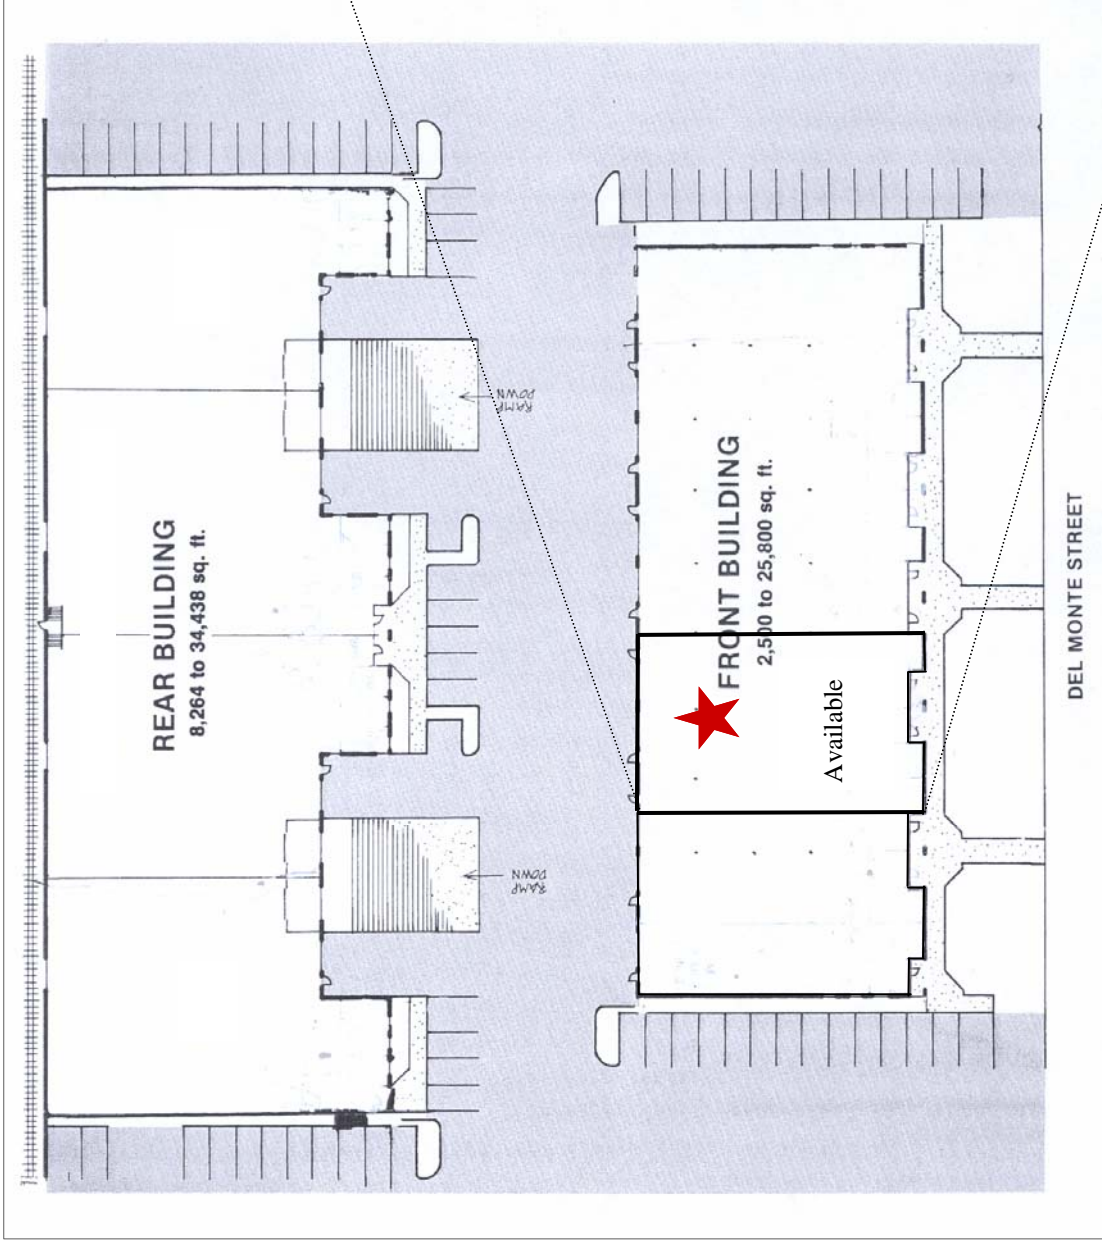 REAR BUILDING
8,264 to 34,438 sq. ft.
RAMP
DOWN
RAMP
DOWN
FRONT BUILDING
2,500 to 25,800 sq. ft.
Available
DEL MONTE STREET